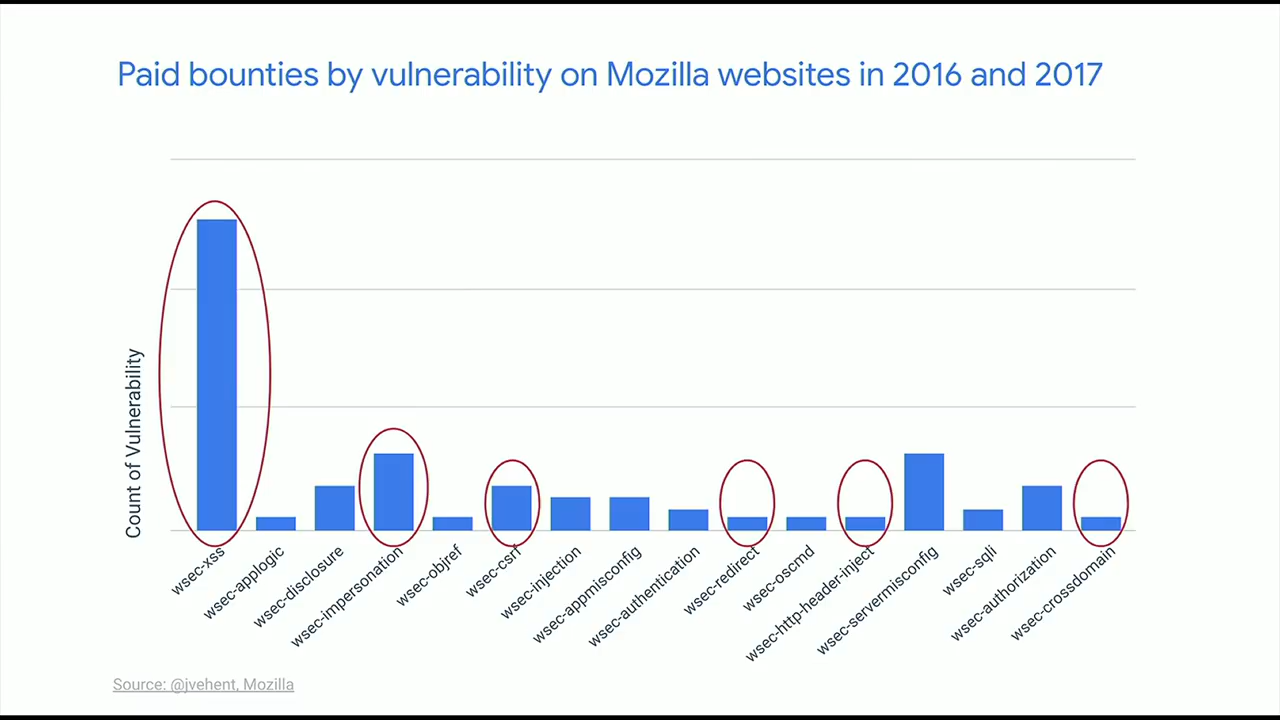 Paid bounties by vulnerability on Mozilla websites in 2016 and 2017
Count of Vulnerability
wsec-xss
wsec-applogic
wsec-disclosure
wsec-impersonation
wsec-objref
wsec-csrf
wsec-injection
wsec-appmisconfig
wsec-authentication
wsec-redirect
wsec-oscmd
wsec-http-header-inject
wsec-servermisconfig
wsec-sqli
wsec-authorization
wsec-crossdomain
Source: @jvehent, Mozilla